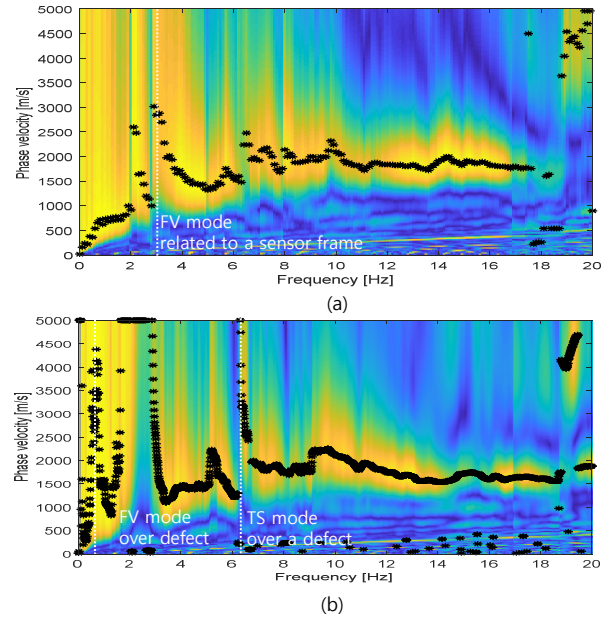 5000
4500
4000
3500
3000
2500
2000
1500
1000
500
0
Phase velocity [m/s]
FV mode
related to a sensor frame
0 2 4 6 8 10 12 14 16 18 20
Frequency [Hz]
(a)
5000
4500
4000
3500
3000
2500
2000
1500
1000
500
0
Phase velocity [m/s]
FV mode
over defect
TS mode
over a defect
0 2 4 6 8 10 12 14 16 18 20
Frequency [Hz]
(b)